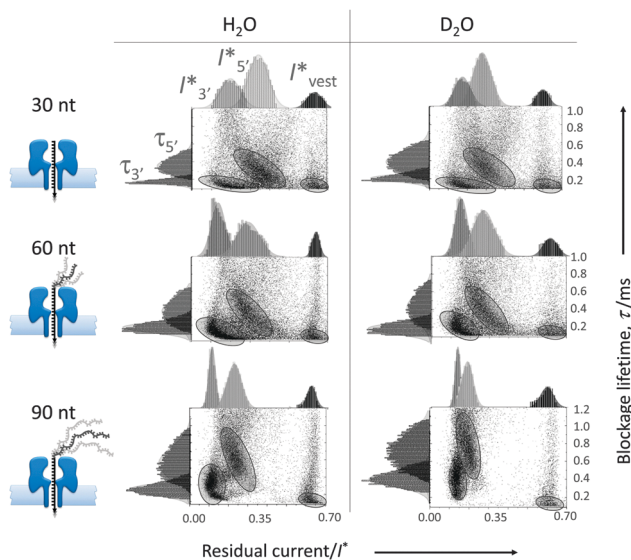 H₂O
D₂O
I*₃′
I*₅′
I*vest
30 nt
τ₅′
τ₃′
1.0
0.8
0.6
0.4
0.2
60 nt
1.0
0.8
0.6
0.4
0.2
90 nt
1.2
1.0
0.8
0.6
0.4
0.2
0.00
0.35
0.70
0.00
0.35
0.70
Residual current/I*
Blockage lifetime, τ/ms